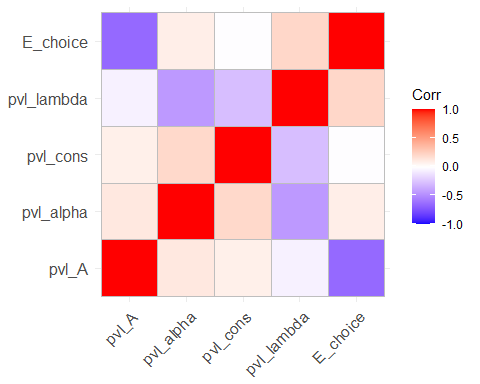 E_choice
pvl_lambda
pvl_cons
pvl_alpha
pvl_A
pvl_A
pvl_alpha
pvl_cons
pvl_lambda
E_choice
Corr
1.0
0.5
0.0
-0.5
-1.0